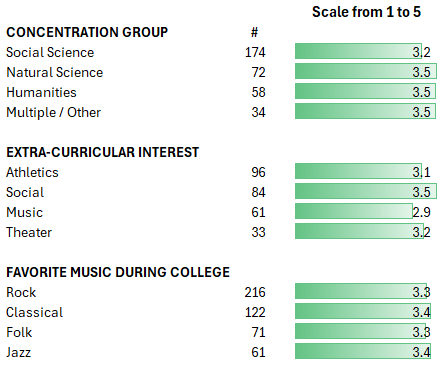 Scale from 1 to 5
CONCENTRATION GROUP #
Social Science 174 3.2
Natural Science 72 3.5
Humanities 58 3.5
Multiple / Other 34 3.5
EXTRA-CURRICULAR INTEREST
Athletics 96 3.1
Social 84 3.5
Music 61 2.9
Theater 33 3.2
FAVORITE MUSIC DURING COLLEGE
Rock 216 3.3
Classical 122 3.4
Folk 71 3.3
Jazz 61 3.4